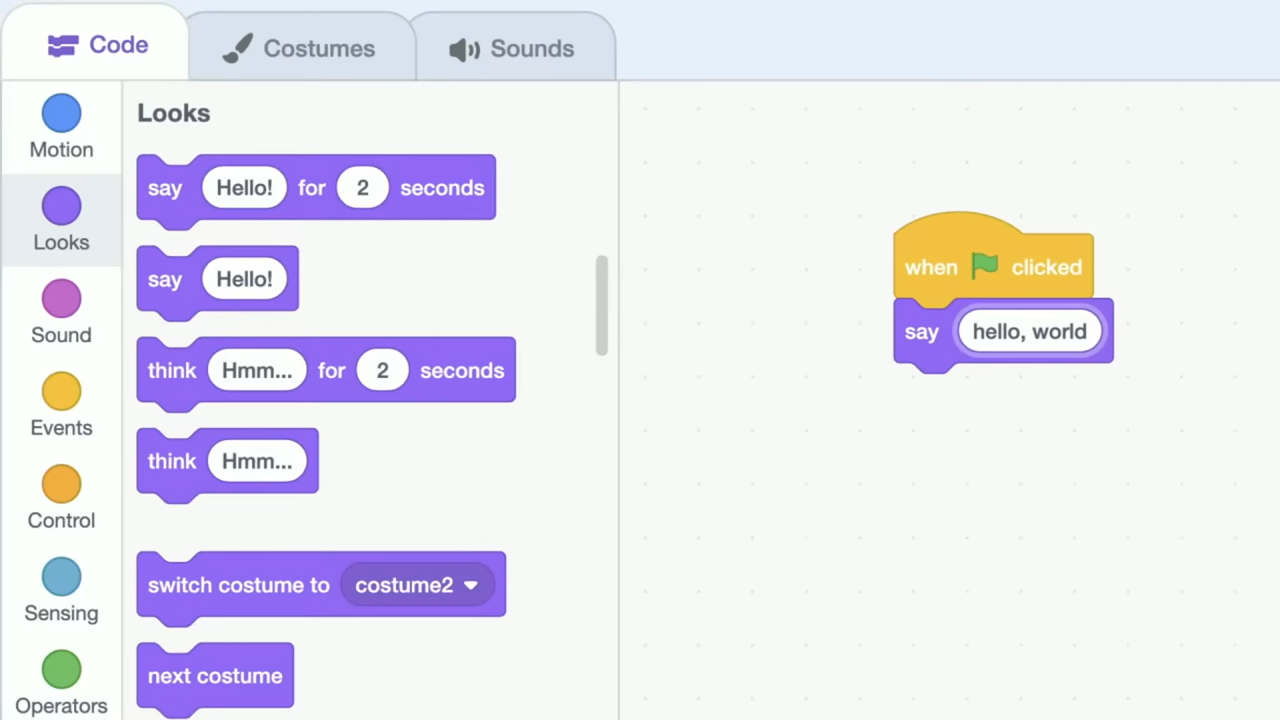 Code
Costumes
Sounds
Motion
Looks
Sound
Events
Control
Sensing
Operators
Looks
say Hello! for 2 seconds
say Hello!
think Hmm... for 2 seconds
think Hmm...
switch costume to costume2
next costume
when clicked
say hello, world